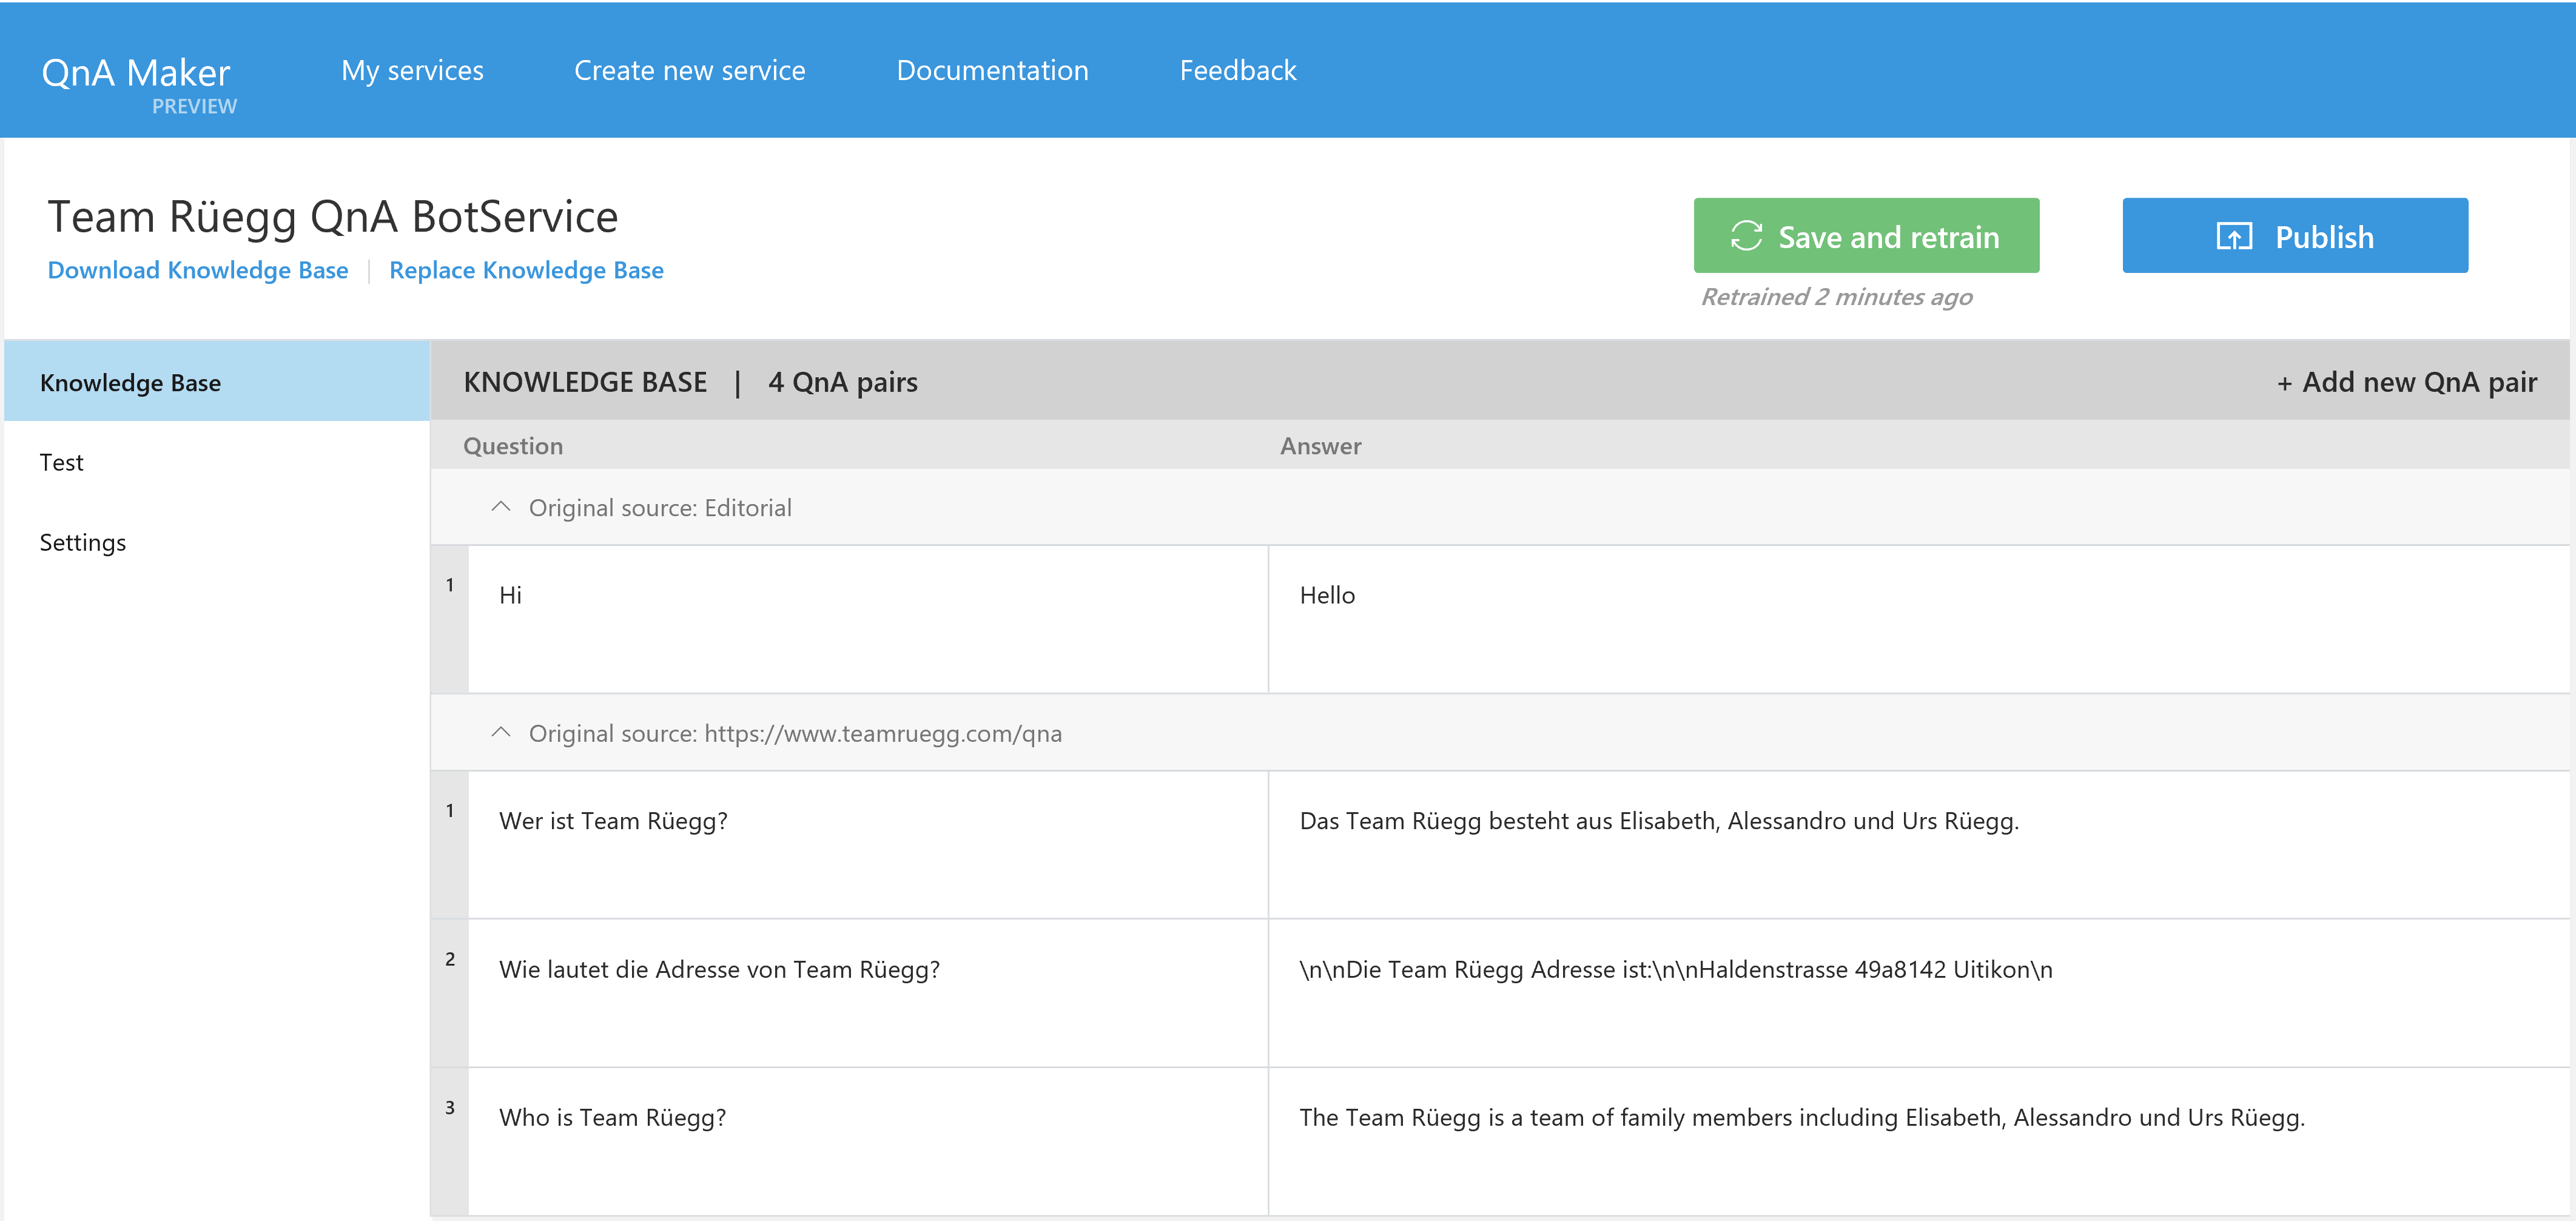 QnA Maker
PREVIEW
My services
Create new service
Documentation
Feedback
Team Rüegg QnA BotService
Download Knowledge Base | Replace Knowledge Base
Save and retrain
Retrained 2 minutes ago
Publish
Knowledge Base
Test
Settings
KNOWLEDGE BASE | 4 QnA pairs
+ Add new QnA pair
Question
Answer
Original source: Editorial
1
Hi
Hello
Original source: https://www.teamruegg.com/qna
1
Wer ist Team Rüegg?
Das Team Rüegg besteht aus Elisabeth, Alessandro und Urs Rüegg.
2
Wie lautet die Adresse von Team Rüegg?
\n\nDie Team Rüegg Adresse ist:\n\nHaldenstrasse 49a8142 Uitikon\n
3
Who is Team Rüegg?
The Team Rüegg is a team of family members including Elisabeth, Alessandro und Urs Rüegg.